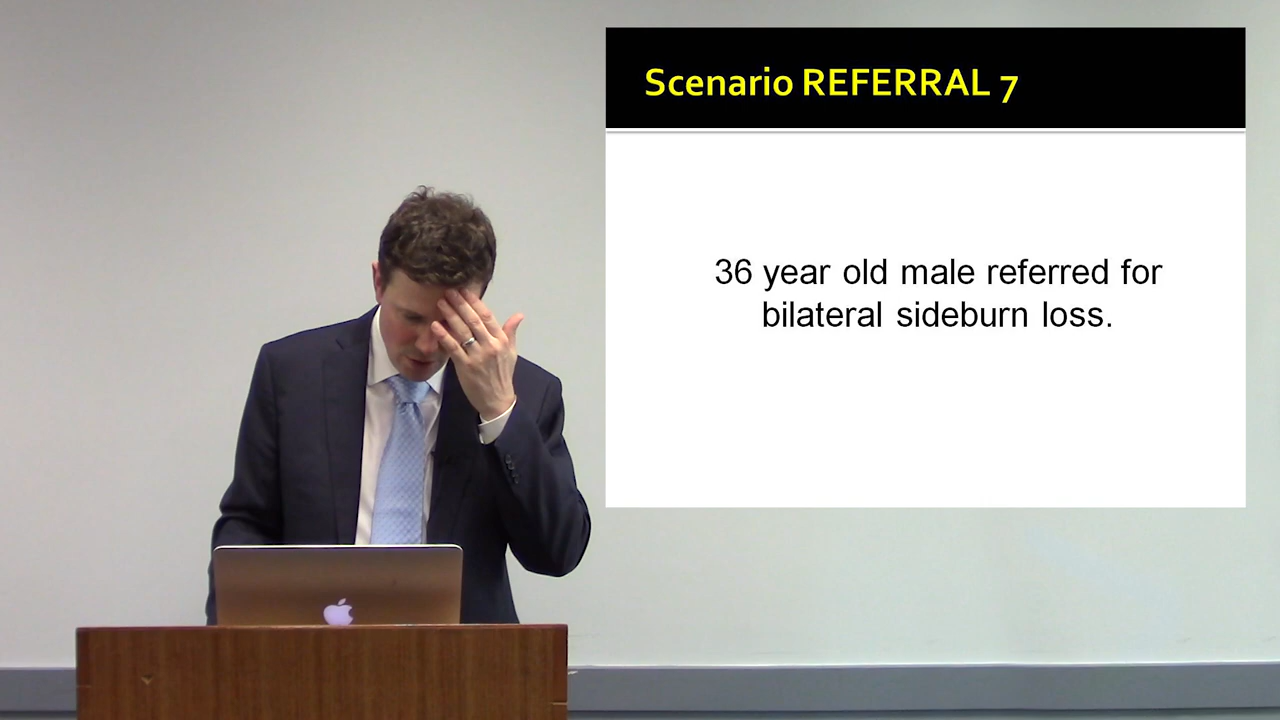 Scenario REFERRAL 7
36 year old male referred for
bilateral sideburn loss.